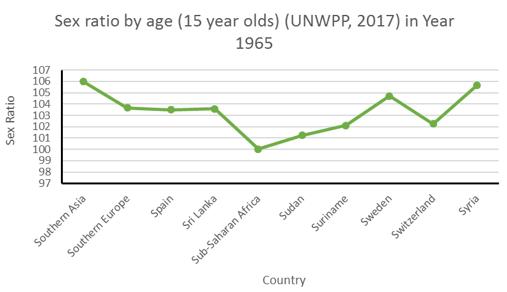 Sex ratio by age (15 year olds) (UNWPP, 2017) in Year
1965
107
106
105
104
103
102
101
100
99
98
97
Sex Ratio
Southern Asia
Southern Europe
Spain
Sri Lanka
Sub-Saharan Africa
Sudan
Suriname
Sweden
Switzerland
Syria
Country